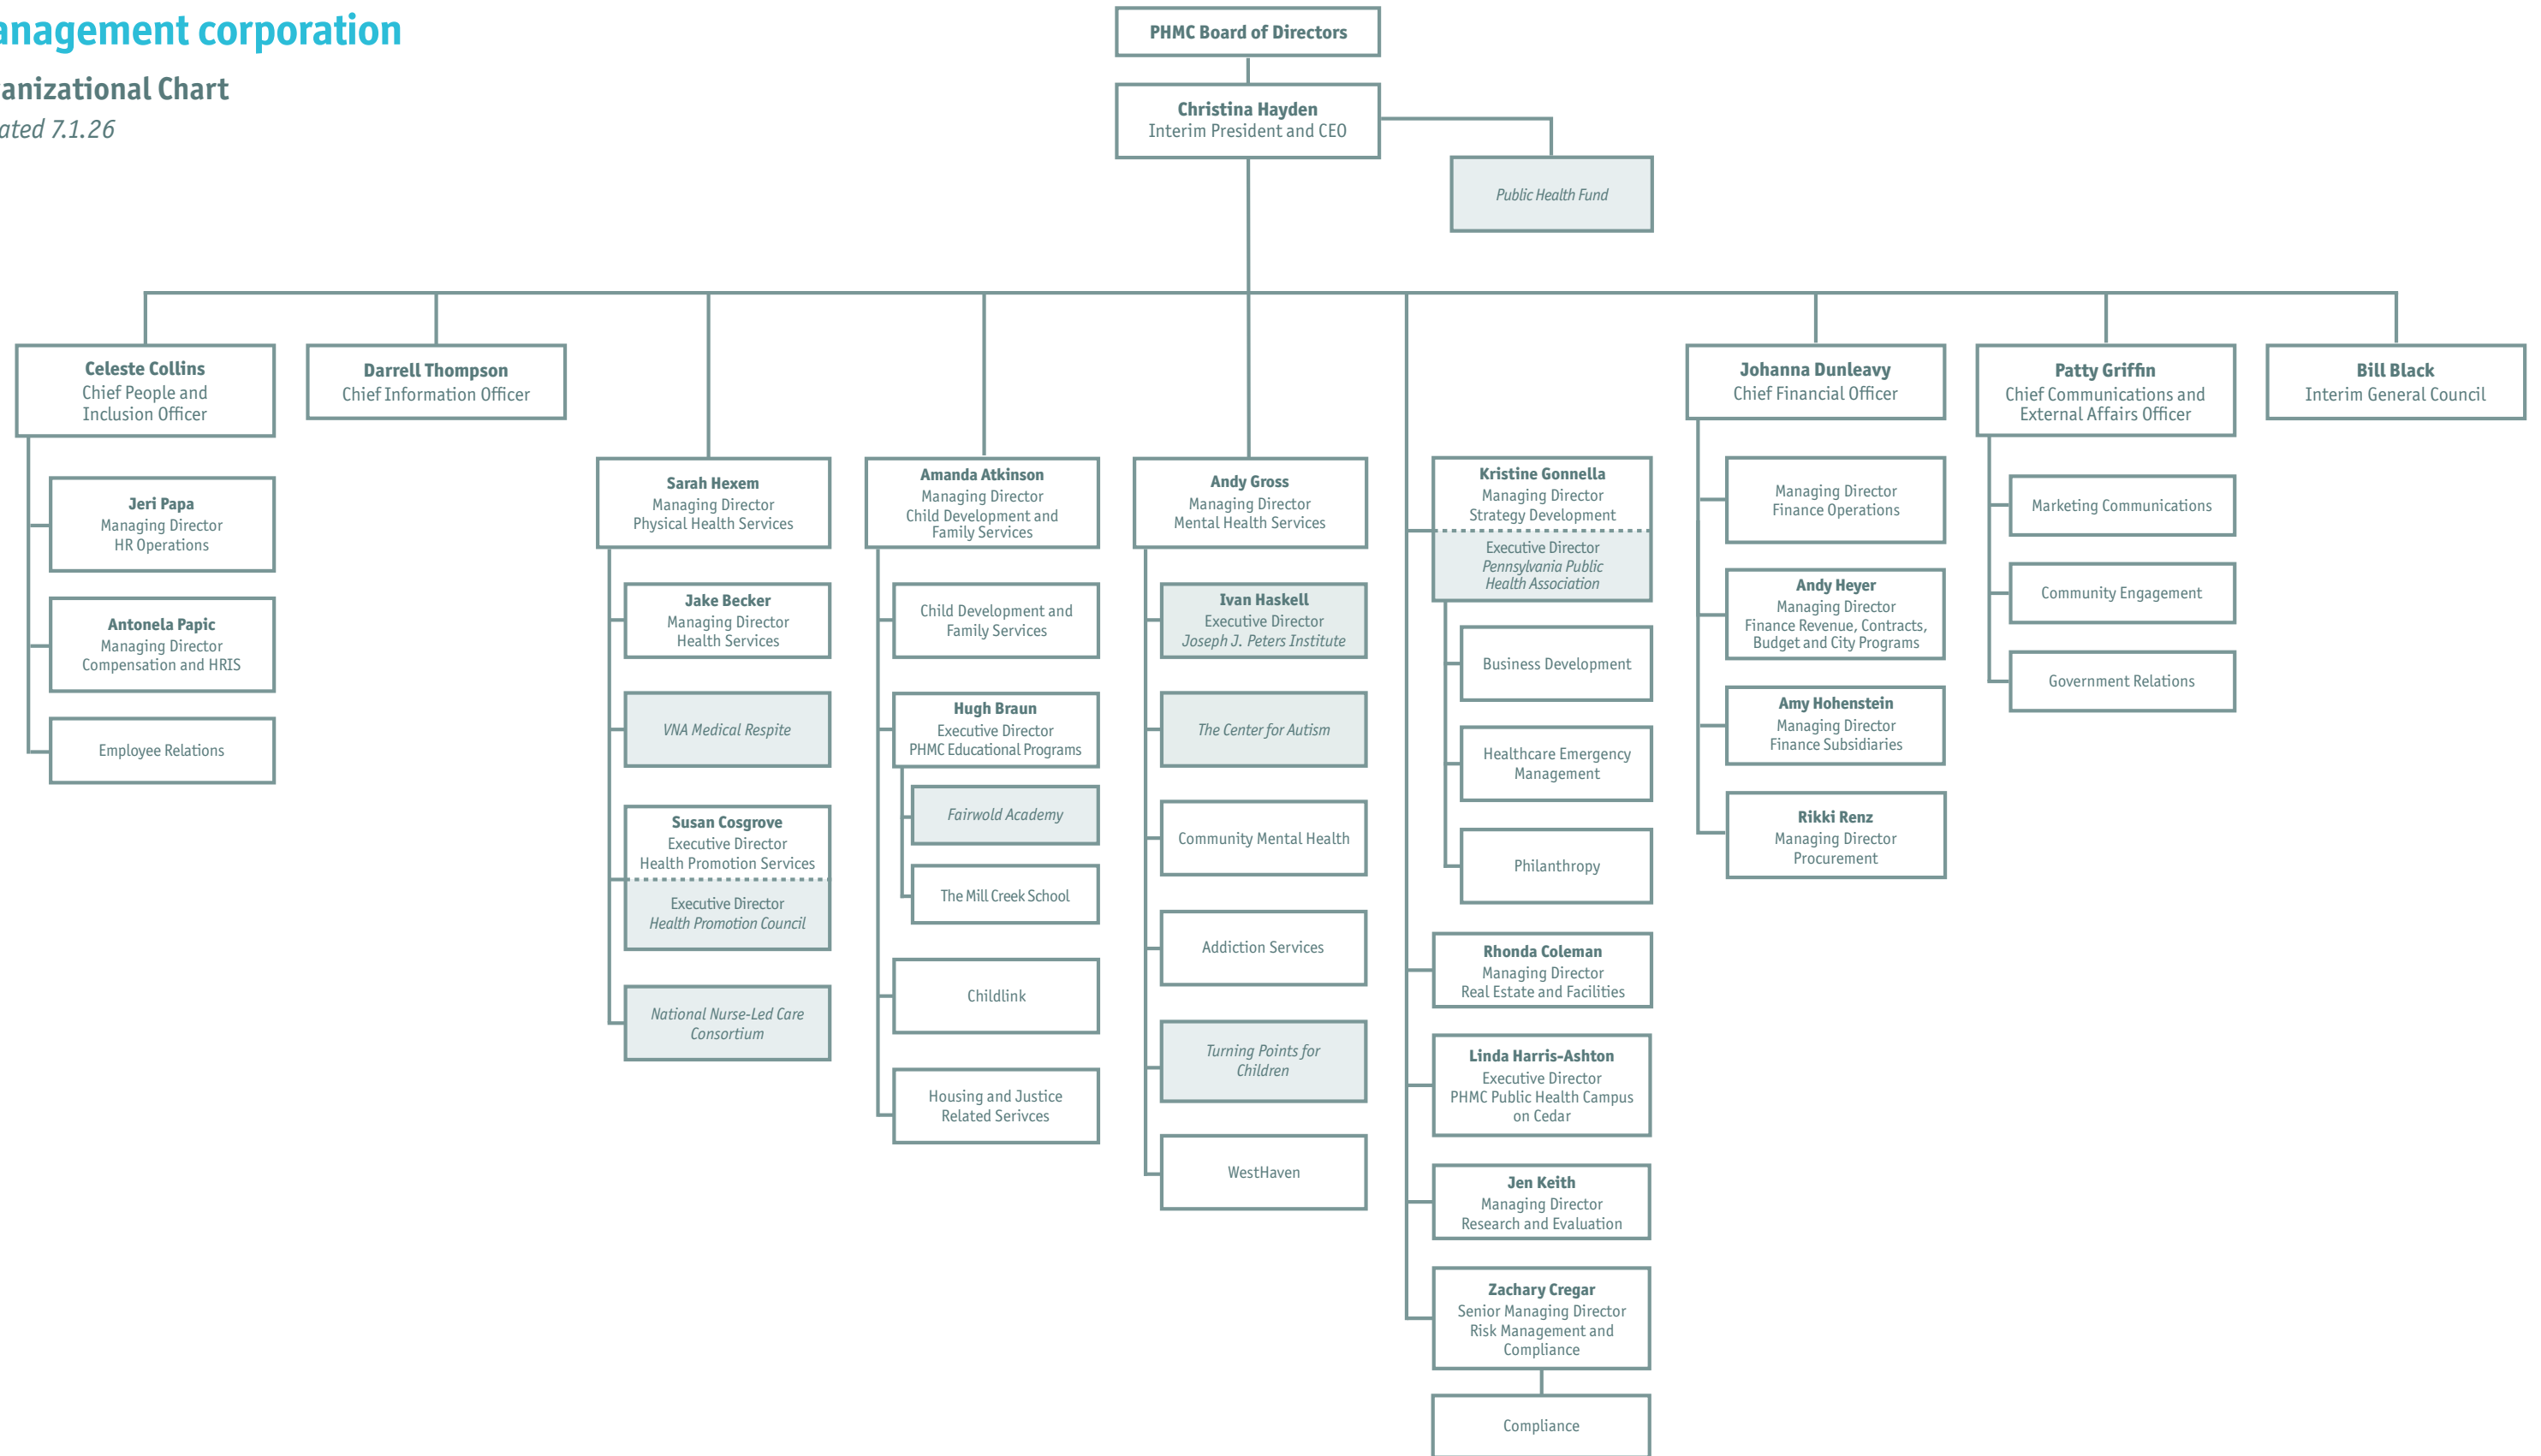 anagement corporation
anizational Chart
ated 7.1.26
PHMC Board of Directors
Christina Hayden
Interim President and CEO
Public Health Fund
Celeste Collins
Chief People and
Inclusion Officer
Jeri Papa
Managing Director
HR Operations
Antonela Papic
Managing Director
Compensation and HRIS
Employee Relations
Darrell Thompson
Chief Information Officer
Sarah Hexem
Managing Director
Physical Health Services
Jake Becker
Managing Director
Health Services
VNA Medical Respite
Susan Cosgrove
Executive Director
Health Promotion Services
Executive Director
Health Promotion Council
National Nurse-Led Care
Consortium
Amanda Atkinson
Managing Director
Child Development and
Family Services
Child Development and
Family Services
Hugh Braun
Executive Director
PHMC Educational Programs
Fairwold Academy
The Mill Creek School
Childlink
Housing and Justice
Related Serivces
Andy Gross
Managing Director
Mental Health Services
Ivan Haskell
Executive Director
Joseph J. Peters Institute
The Center for Autism
Community Mental Health
Addiction Services
Turning Points for
Children
WestHaven
Kristine Gonnella
Managing Director
Strategy Development
Executive Director
Pennsylvania Public
Health Association
Business Development
Healthcare Emergency
Management
Philanthropy
Rhonda Coleman
Managing Director
Real Estate and Facilities
Linda Harris-Ashton
Executive Director
PHMC Public Health Campus
on Cedar
Jen Keith
Managing Director
Research and Evaluation
Zachary Cregar
Senior Managing Director
Risk Management and
Compliance
Compliance
Johanna Dunleavy
Chief Financial Officer
Managing Director
Finance Operations
Andy Heyer
Managing Director
Finance Revenue, Contracts,
Budget and City Programs
Amy Hohenstein
Managing Director
Finance Subsidiaries
Rikki Renz
Managing Director
Procurement
Patty Griffin
Chief Communications and
External Affairs Officer
Marketing Communications
Community Engagement
Government Relations
Bill Black
Interim General Council